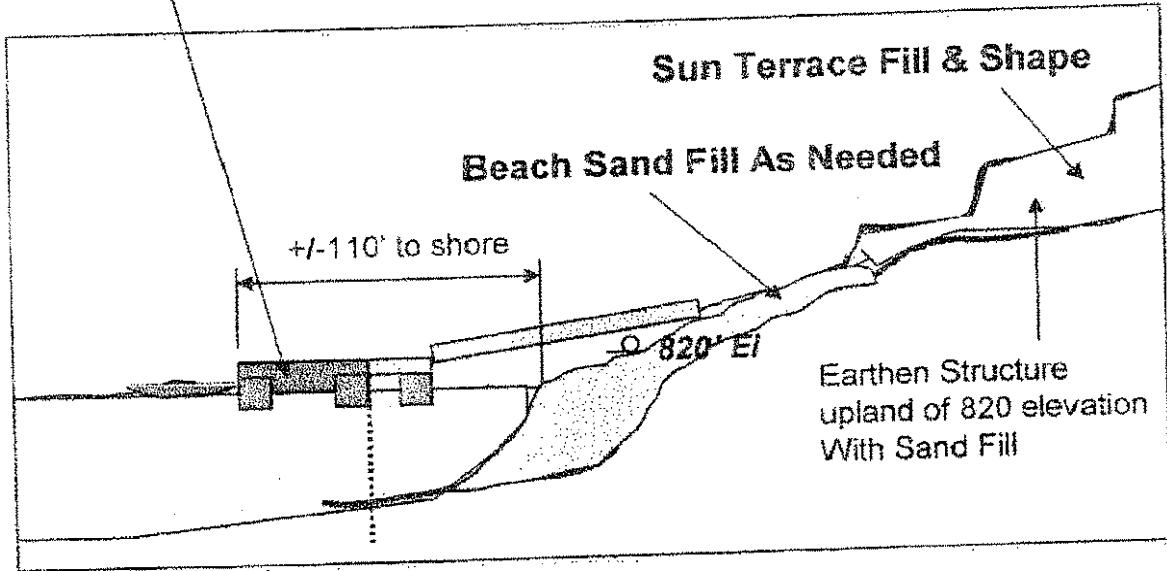 Sun Terrace Fill & Shape
Beach Sand Fill As Needed
+/-110' to shore
820' El
Earthen Structure
upland of 820 elevation
With Sand Fill